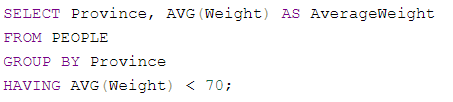 SELECT Province, AVG(Weight) AS AverageWeight
FROM PEOPLE
GROUP BY Province
HAVING AVG(Weight) < 70;